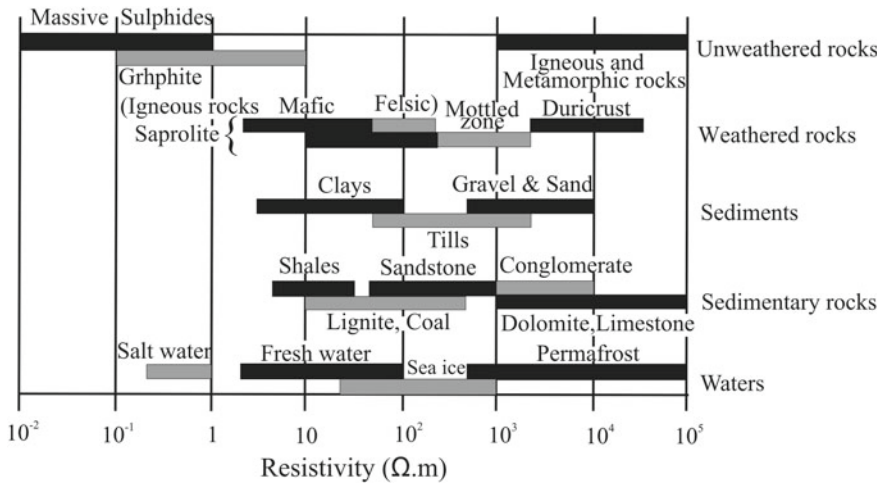 Massive Sulphides
Unweathered rocks
Grhphite
Igneous and
Metamorphic rocks
(Igneous rocks Mafic Felsic) Mottled zone Duricrust
Saprolite {
Weathered rocks
Clays Gravel & Sand
Sediments
Tills
Shales Sandstone Conglomerate
Sedimentary rocks
Lignite, Coal Dolomite,Limestone
Salt water Fresh water Sea ice Permafrost
Waters
10-2 10-1 1 10 102 103 104 105
Resistivity (Ω.m)